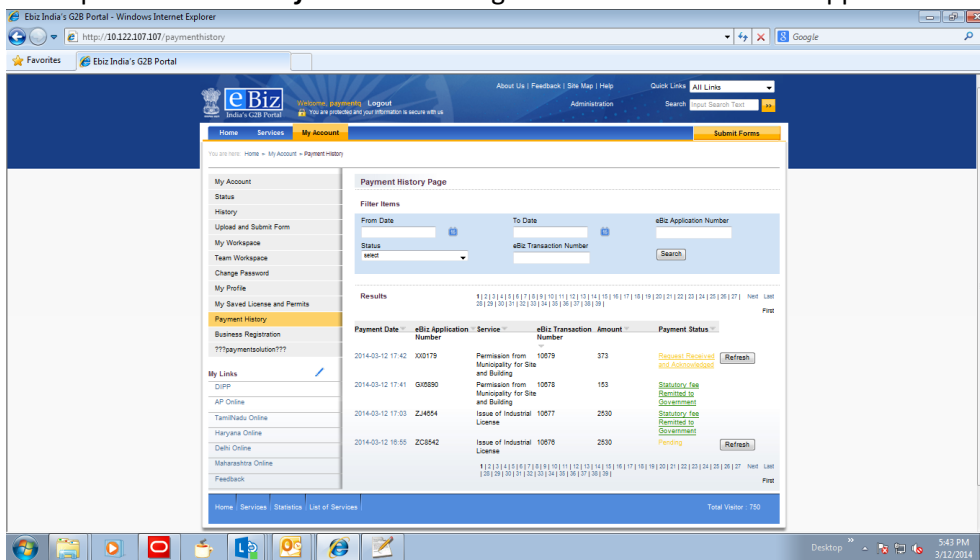 Ebiz India's G2B Portal - Windows Internet Explorer
http://10.122.107.107/paymenthistory
Google
Favorites
Ebiz India's G2B Portal
About Us | Feedback | Site Map | Help
Quick Links
All Links
eBiz
India's G2B Portal
Welcome, paymentg Logout
You are protected and your information is secure with us
Administration
Search
Input Search Text
Home
Services
My Account
Submit Forms
You are here: Home » My Account » Payment History
My Account
Status
History
Upload and Submit Form
My Workspace
Team Workspace
Change Password
My Profile
My Saved License and Permits
Payment History
Business Registration
???paymentsolution???
My Links
DIPP
AP Online
TamilNadu Online
Haryana Online
Delhi Online
Maharashtra Online
Feedback
Payment History Page
Filter Items
From Date
To Date
eBiz Application Number
Status
select
eBiz Transaction Number
Search
Results
1 | 2 | 3 | 4 | 5 | 6 | 7 | 8 | 9 | 10 | 11 | 12 | 13 | 14 | 15 | 16 | 17 | 18 | 19 | 20 | 21 | 22 | 23 | 24 | 25 | 26 | 27 | Next Last
28 | 29 | 30 | 31 | 32 | 33 | 34 | 35 | 36 | 37 | 38 | 39 |
First
Payment Date
eBiz Application Number
Service
eBiz Transaction Number
Amount
Payment Status
2014-03-12 17:42 XX0179 Permission from Municipality for Site and Building 10679 373 Request Received and Acknowledged Refresh
2014-03-12 17:41 GX6890 Permission from Municipality for Site and Building 10678 153 Statutory fee Remitted to Government
2014-03-12 17:03 ZJ4664 Issue of Industrial License 10677 2530 Statutory fee Remitted to Government
2014-03-12 16:56 ZC8542 Issue of Industrial License 10676 2530 Pending Refresh
1 | 2 | 3 | 4 | 5 | 6 | 7 | 8 | 9 | 10 | 11 | 12 | 13 | 14 | 15 | 16 | 17 | 18 | 19 | 20 | 21 | 22 | 23 | 24 | 25 | 26 | 27 Next Last
| 28 | 29 | 30 | 31 | 32 | 33 | 34 | 35 | 36 | 37 | 38 | 39 |
First
Home | Services | Statistics | List of Services
Total Visitor : 750
Desktop
5:43 PM
3/12/2014